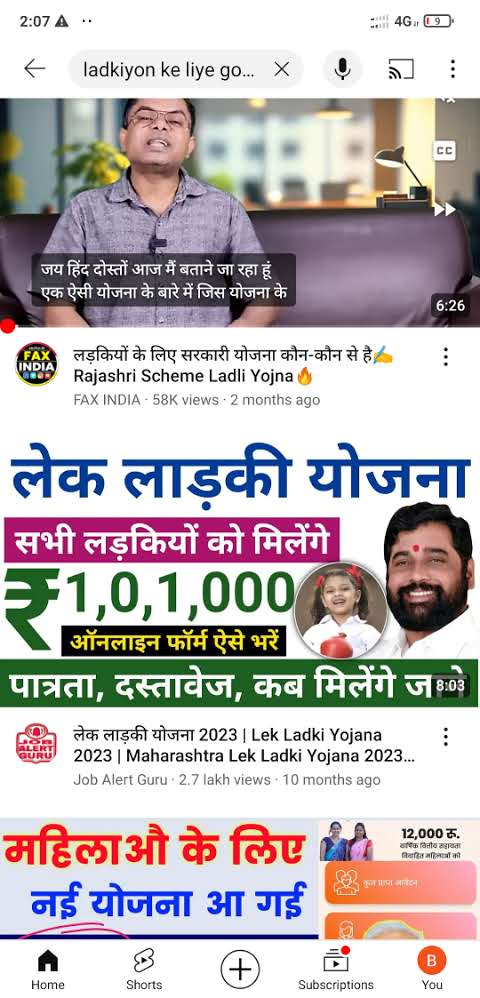 2:07
4G
9
ladkiyon ke liye go...
CC
जय हिंद दोस्तों आज मैं बताने जा रहा हूं
एक ऐसी योजना के बारे में जिस योजना के
6:26
FAX
INDIA
लड़कियों के लिए सरकारी योजना कौन-कौन से है✍️
Rajashri Scheme Ladli Yojna🔥
FAX INDIA · 58K views · 2 months ago
लेक लाड़की योजना
सभी लड़कियों को मिलेंगे
₹1,0,1,000
ऑनलाइन फॉर्म ऐसे भरें
पात्रता, दस्तावेज, कब मिलेंगे
8:03
JOB
ALERT
GURU
लेक लाड़की योजना 2023 | Lek Ladki Yojana
2023 | Maharashtra Lek Ladki Yojana 2023...
Job Alert Guru · 2.7 lakh views · 10 months ago
महिलाओ के लिए
नई योजना आ गई
12,000 रू.
वार्षिक वित्तीय सहायता
विवाहित महिलाओं को
कुल प्राप्त आवेदन
Home
Shorts
Subscriptions
B
You